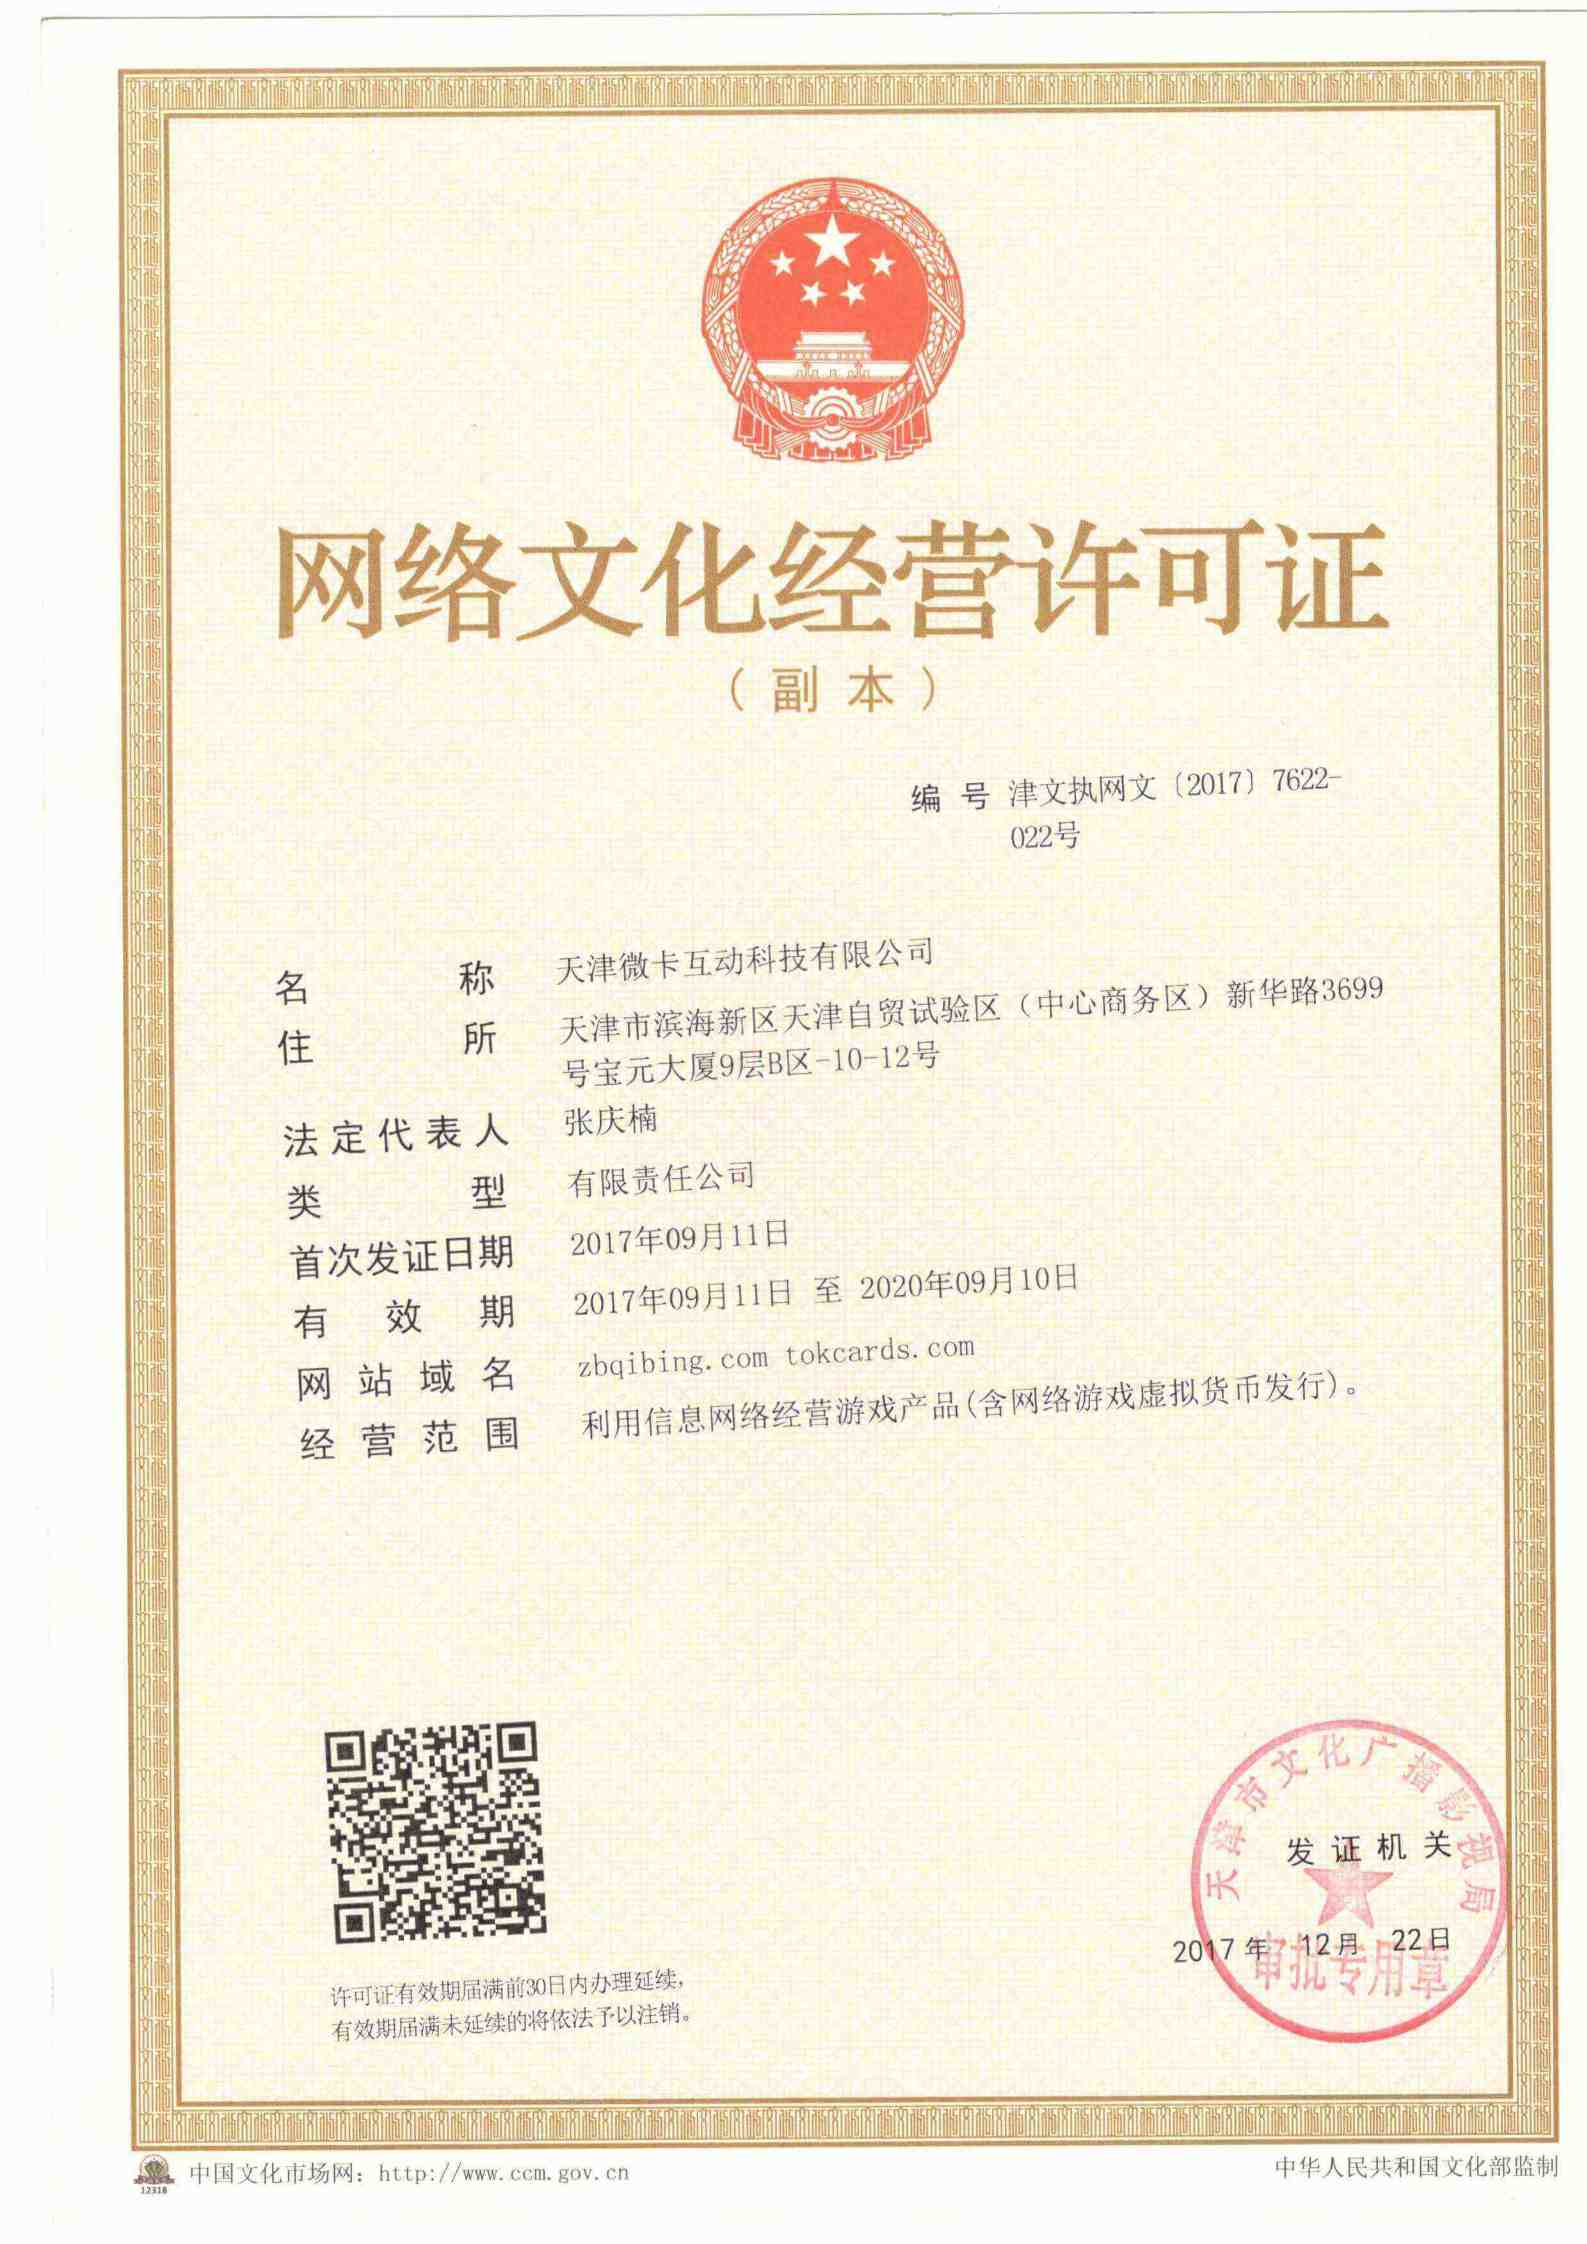 网络文化经营许可证
（副本）
编 号 津文执网文〔2017〕7622-
022号
名 称 天津微卡互动科技有限公司
住 所 天津市滨海新区天津自贸试验区（中心商务区）新华路3699
号宝元大厦9层B区-10-12号
法定代表人 张庆楠
类 型 有限责任公司
首次发证日期 2017年09月11日
有 效 期 2017年09月11日 至 2020年09月10日
网 站 域 名 zbqibing.com tokcards.com
经 营 范 围 利用信息网络经营游戏产品(含网络游戏虚拟货币发行)。
天津市文化广播影视局
发证机关
2017年 12月 22日
审批专用章
许可证有效期届满前30日内办理延续，
有效期届满未延续的将依法予以注销。
12318
中国文化市场网：http://www.ccm.gov.cn
中华人民共和国文化部监制